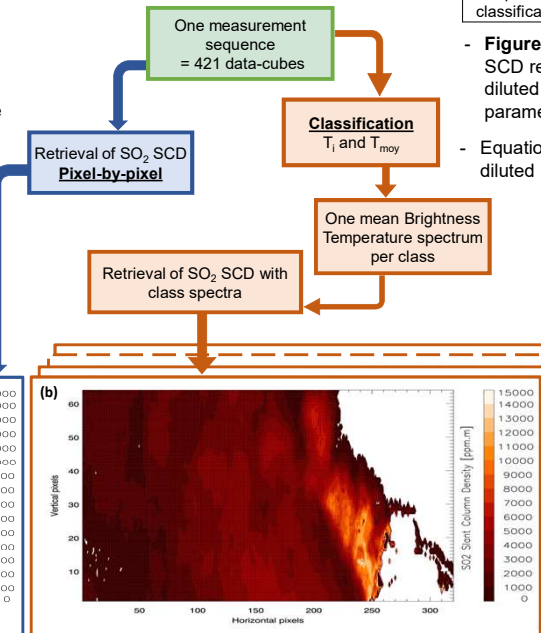 One measurement
sequence
= 421 data-cubes
classifica
- Figure
SCD re
diluted
parame
- Equatio
diluted
Retrieval of SO2 SCD
Pixel-by-pixel
Classification
Ti and Tmoy
One mean Brightness
Temperature spectrum
per class
Retrieval of SO2 SCD with
class spectra
(b)
60
50
40
30
20
10
Vertical pixels
50 100 150 200 250 300
Horizontal pixels
15000
14000
13000
12000
11000
10000
9000
8000
7000
6000
5000
4000
3000
2000
1000
0
SO2 Slant Column Density [ppm.m]